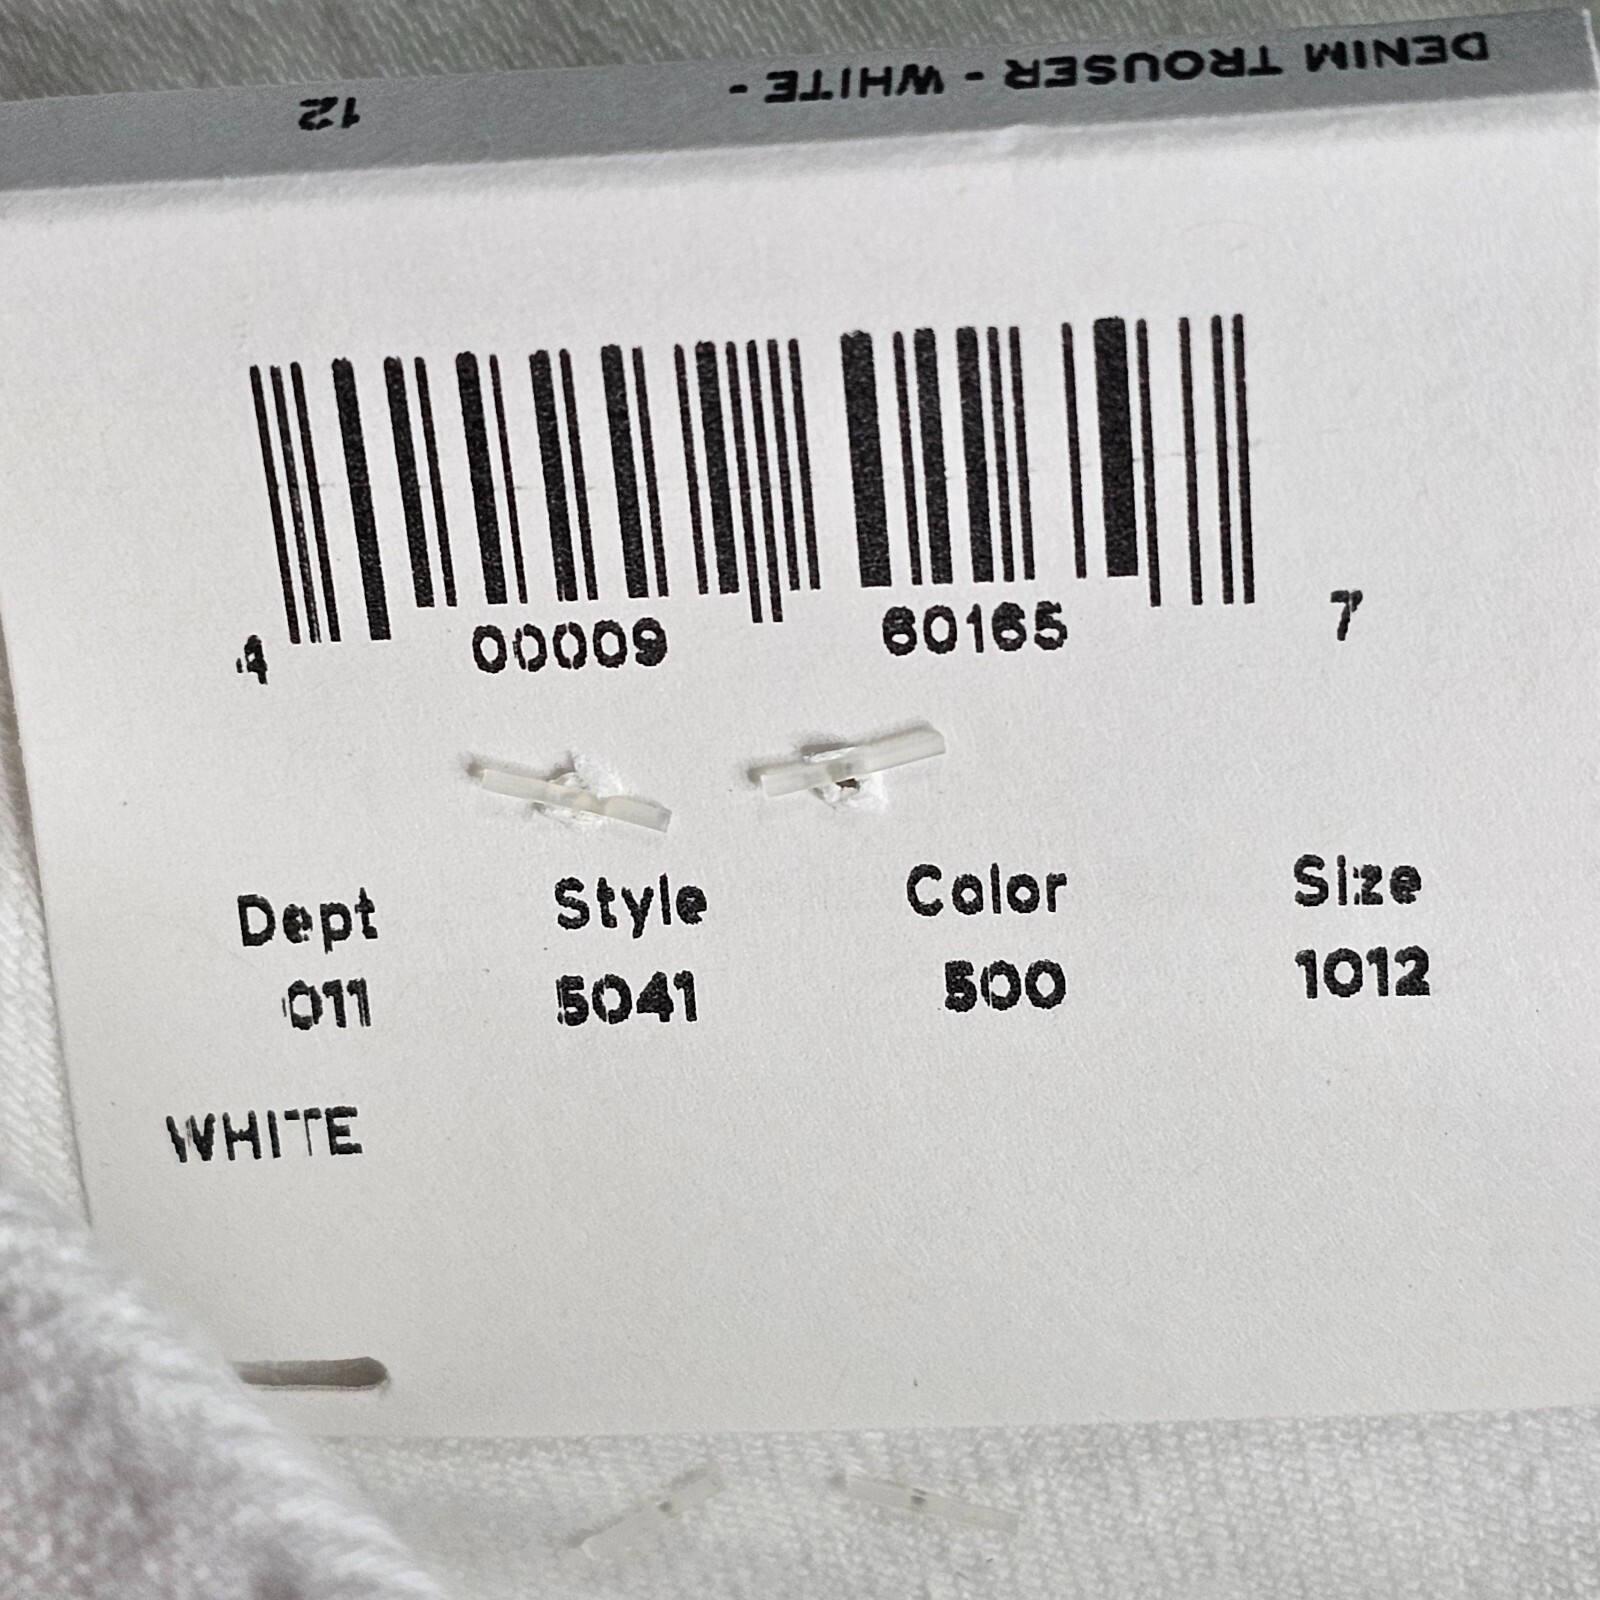 DENIM TROUSER - WHITE - 12
4 00009 60165 7
Dept Style Color Size
011 5041 500 1012
WHITE